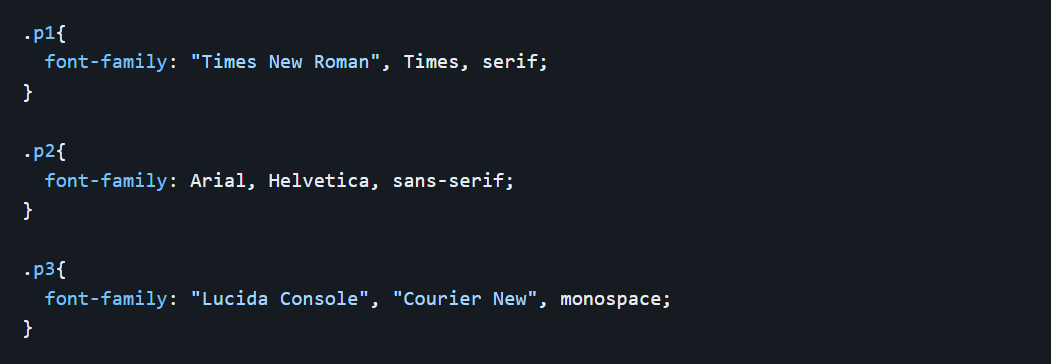 .p1{
  font-family: "Times New Roman", Times, serif;
}

.p2{
  font-family: Arial, Helvetica, sans-serif;
}

.p3{
  font-family: "Lucida Console", "Courier New", monospace;
}